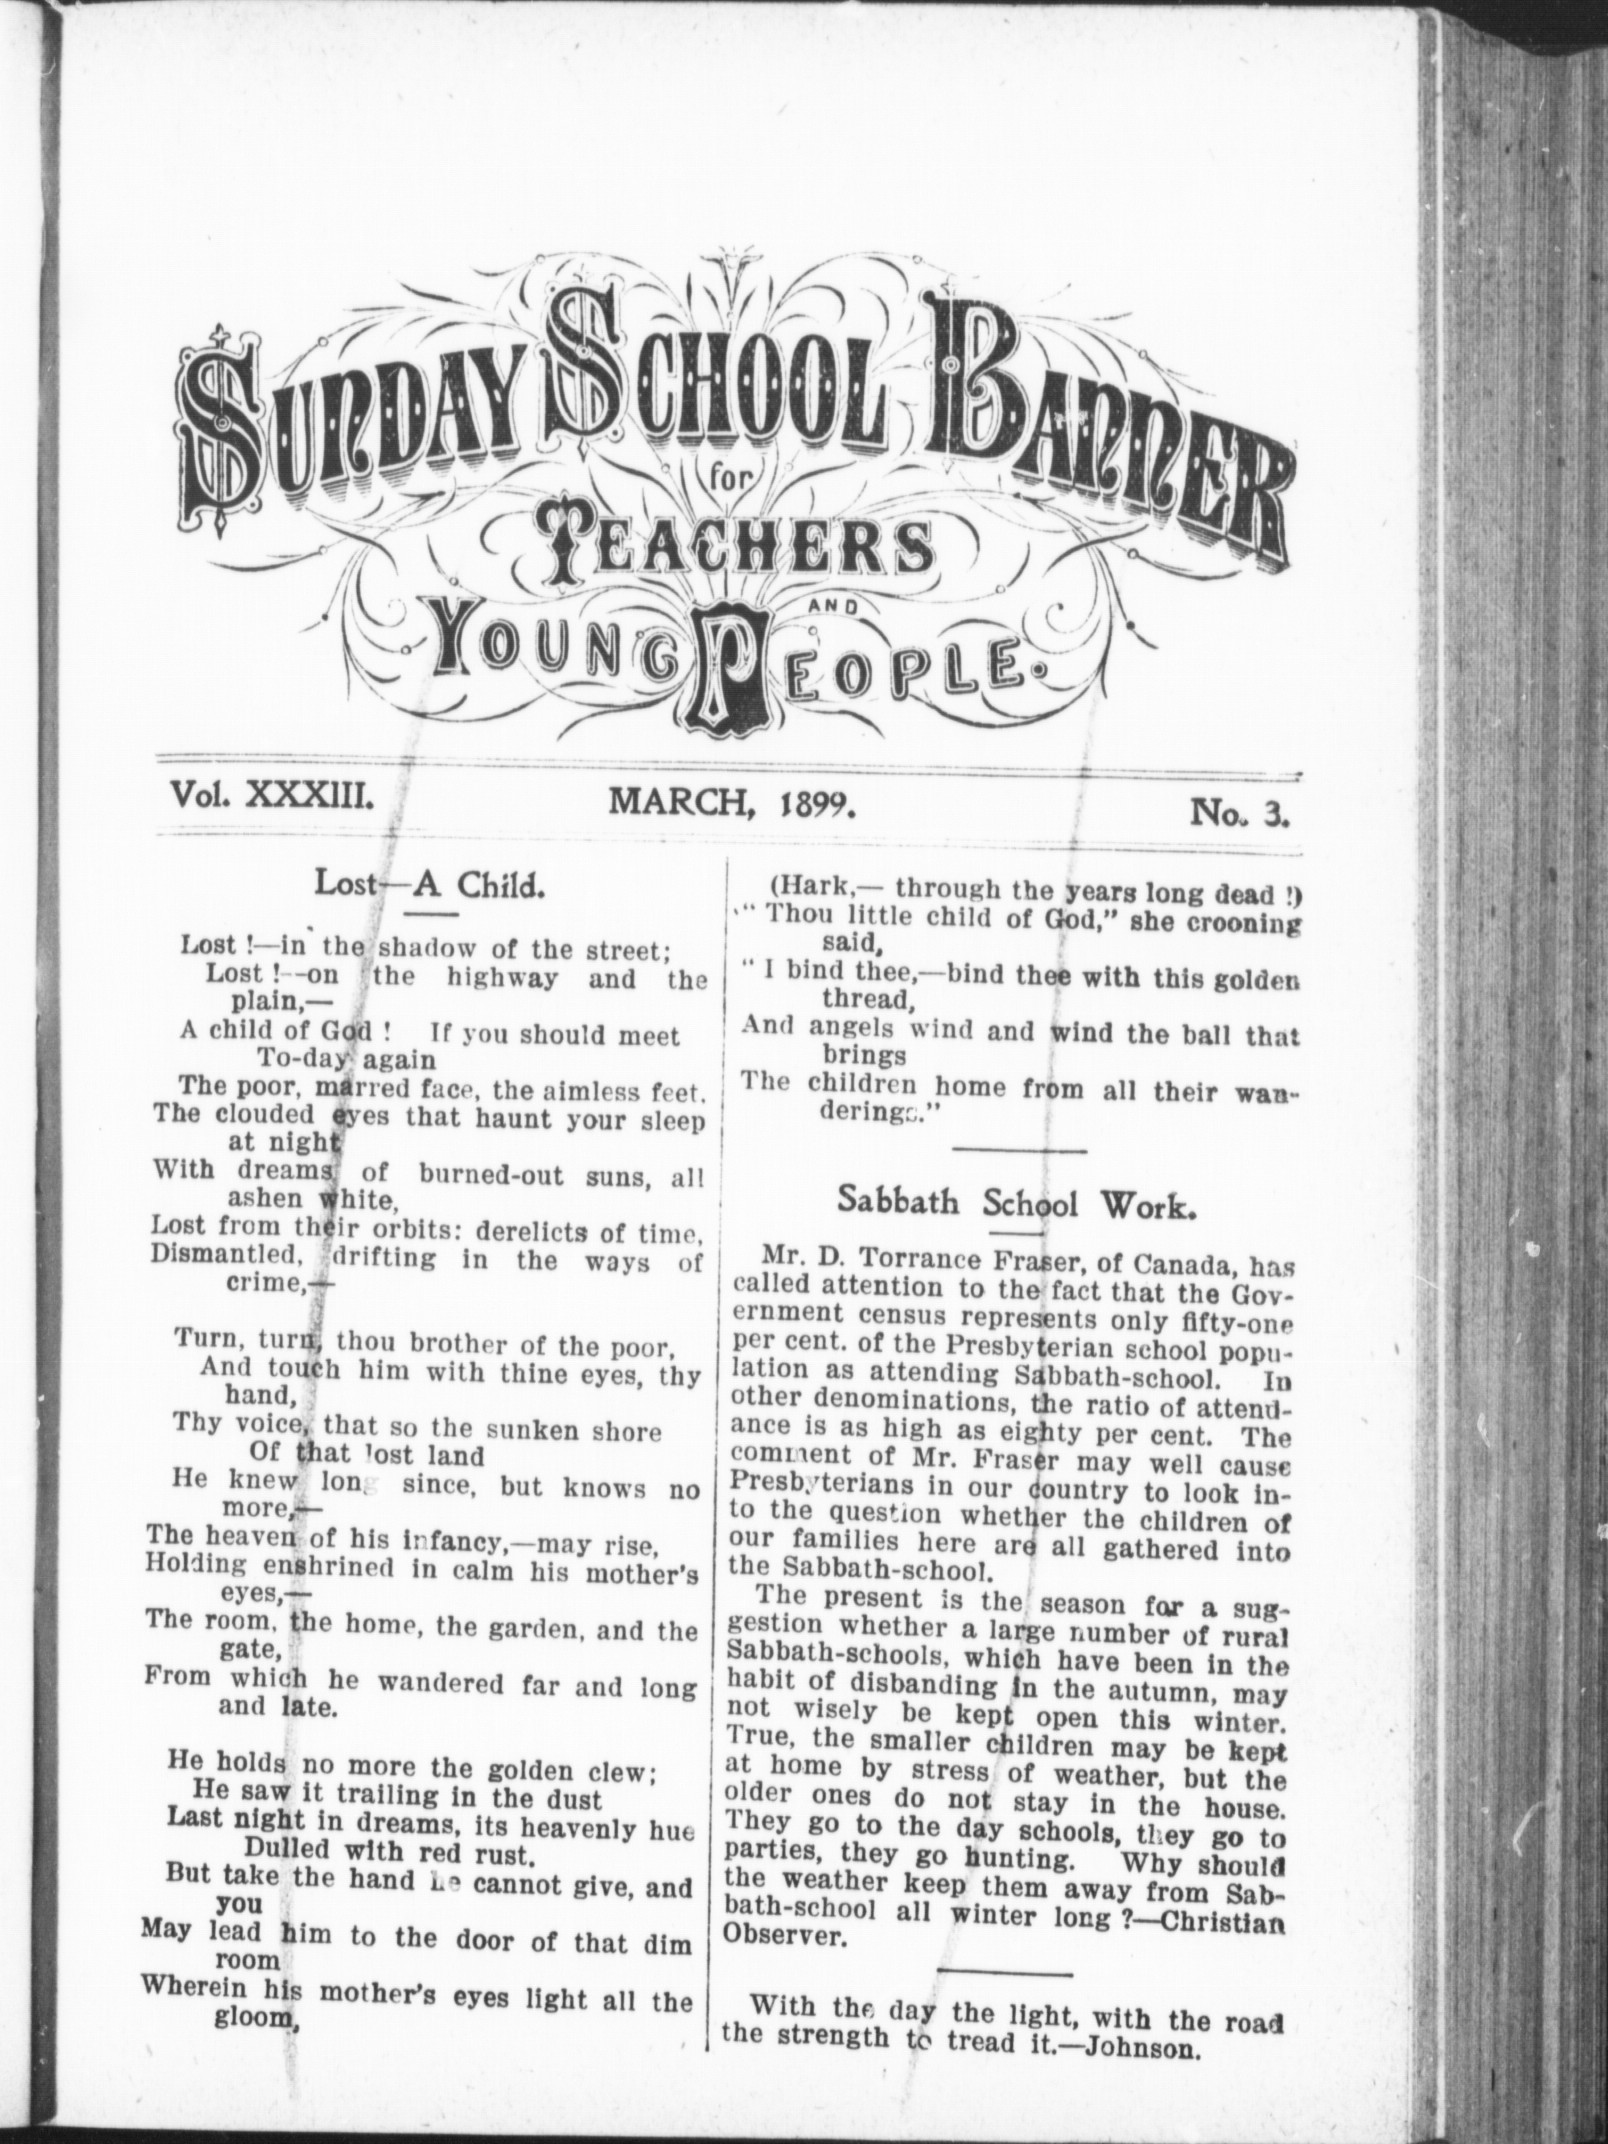 SUNDAY SCHOOL BANNER
for
TEACHERS
AND
YOUNG PEOPLE.
Vol. XXXIII. MARCH, 1899. No. 3.
Lost—A Child.
Lost !—in the shadow of the street;
Lost !--on the highway and the
plain,—
A child of God ! If you should meet
To-day again
The poor, marred face, the aimless feet.
The clouded eyes that haunt your sleep
at night
With dreams of burned-out suns, all
ashen white,
Lost from their orbits: derelicts of time,
Dismantled, drifting in the ways of
crime,—
Turn, turn, thou brother of the poor,
And touch him with thine eyes, thy
hand,
Thy voice, that so the sunken shore
Of that lost land
He knew long since, but knows no
more,—
The heaven of his infancy,—may rise,
Holding enshrined in calm his mother's
eyes,—
The room, the home, the garden, and the
gate,
From which he wandered far and long
and late.
He holds no more the golden clew;
He saw it trailing in the dust
Last night in dreams, its heavenly hue
Dulled with red rust.
But take the hand he cannot give, and
you
May lead him to the door of that dim
room
Wherein his mother's eyes light all the
gloom,
(Hark,— through the years long dead !)
" Thou little child of God," she crooning
said,
" I bind thee,—bind thee with this golden
thread,
And angels wind and wind the ball that
brings
The children home from all their wan-
derings."
Sabbath School Work.
Mr. D. Torrance Fraser, of Canada, has
called attention to the fact that the Gov-
ernment census represents only fifty-one
per cent. of the Presbyterian school popu-
lation as attending Sabbath-school. In
other denominations, the ratio of attend-
ance is as high as eighty per cent. The
comment of Mr. Fraser may well cause
Presbyterians in our country to look in-
to the question whether the children of
our families here are all gathered into
the Sabbath-school.
The present is the season for a sug-
gestion whether a large number of rural
Sabbath-schools, which have been in the
habit of disbanding in the autumn, may
not wisely be kept open this winter.
True, the smaller children may be kept
at home by stress of weather, but the
older ones do not stay in the house.
They go to the day schools, they go to
parties, they go hunting. Why should
the weather keep them away from Sab-
bath-school all winter long ?—Christian
Observer.
With the day the light, with the road
the strength to tread it.—Johnson.